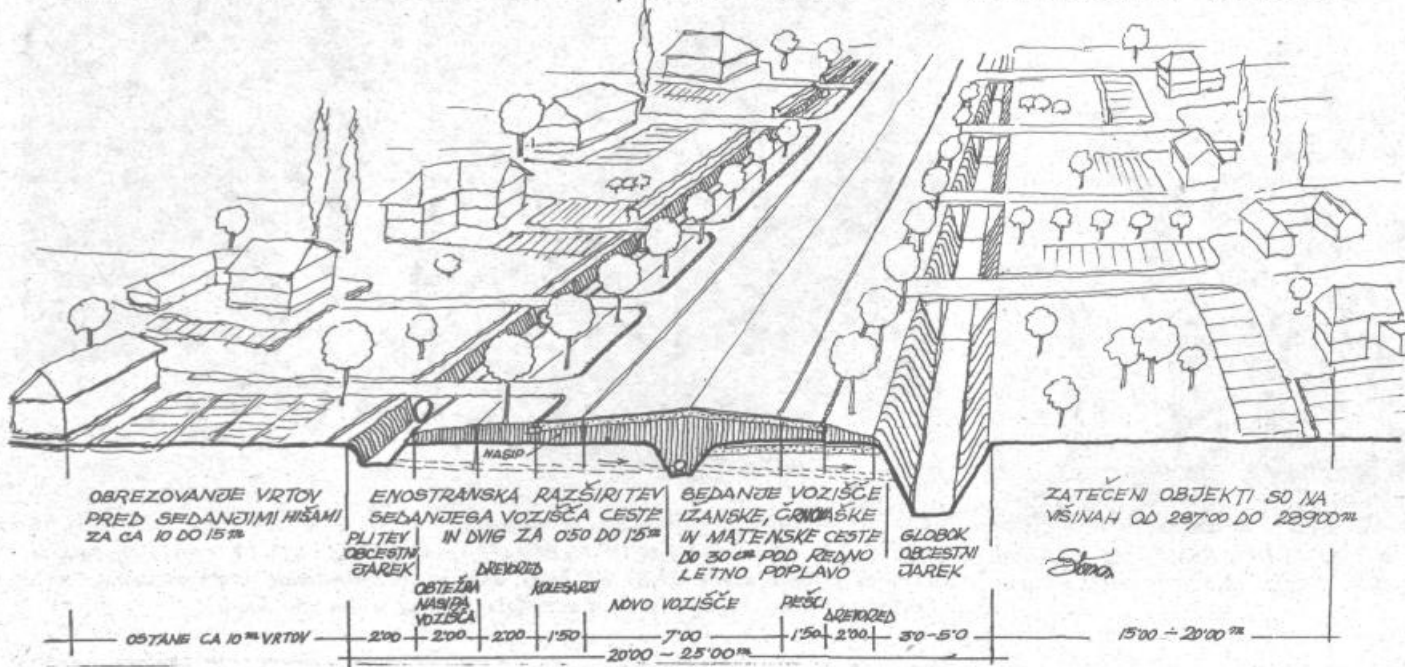 NASIP
OBREZOVANJE VRTOV
PRED SEDANJIMI HIŠAMI
ZA CA 10 DO 15 m
ENOSTRANSKA RAZŠIRITEV
SEDANJEGA VOZIŠČA CESTE
IN DVIG ZA 0'50 DO 1'5 m
PLITEV
OBCESTNI
JAREK
SEDANJE VOZIŠČE
IŽANSKE, ČRNOVAŠKE
IN MATENSKE CESTE
DO 30 cm POD REDNO
LETNO POPLAVO
GLOBOK
OBCESTNI
JAREK
ZATEČENI OBJEKTI SO NA
VIŠINAH OD 287'00 DO 289'00 m
OBTEŽBA
NASIPA
VOZIŠČA
DREVORED
KOLESARJI
NOVO VOZIŠČE
PEŠCI
DREVORED
OSTANE CA 10 m VRTOV
2'00
2'00
2'00
1'50
7'00
1'50
2'00
3'0-5'0
15'00 ÷ 20'00 m
20'00 - 25'00 m